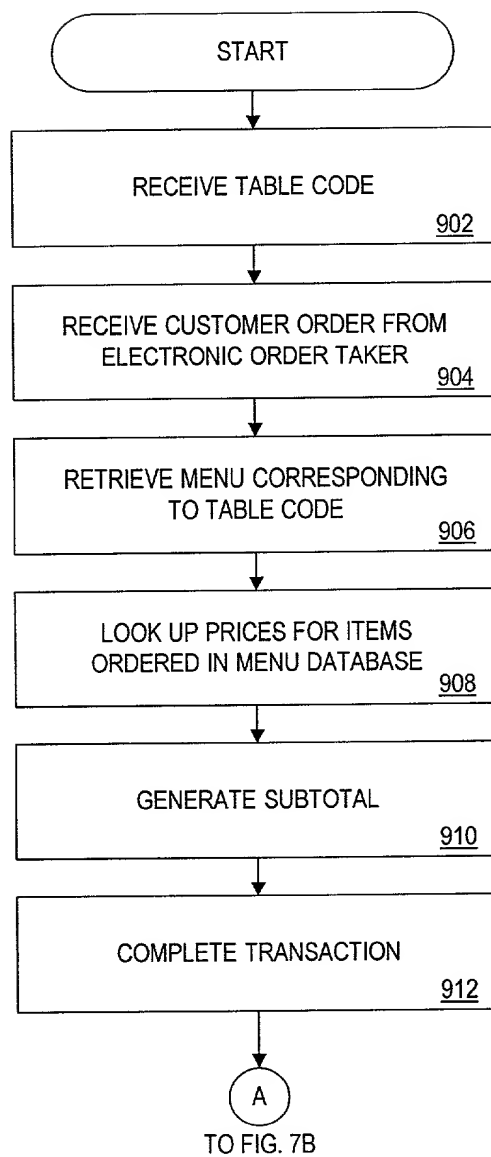 START
RECEIVE TABLE CODE
902
RECEIVE CUSTOMER ORDER FROM
ELECTRONIC ORDER TAKER
904
RETRIEVE MENU CORRESPONDING
TO TABLE CODE
906
LOOK UP PRICES FOR ITEMS
ORDERED IN MENU DATABASE
908
GENERATE SUBTOTAL
910
COMPLETE TRANSACTION
912
A
TO FIG. 7B